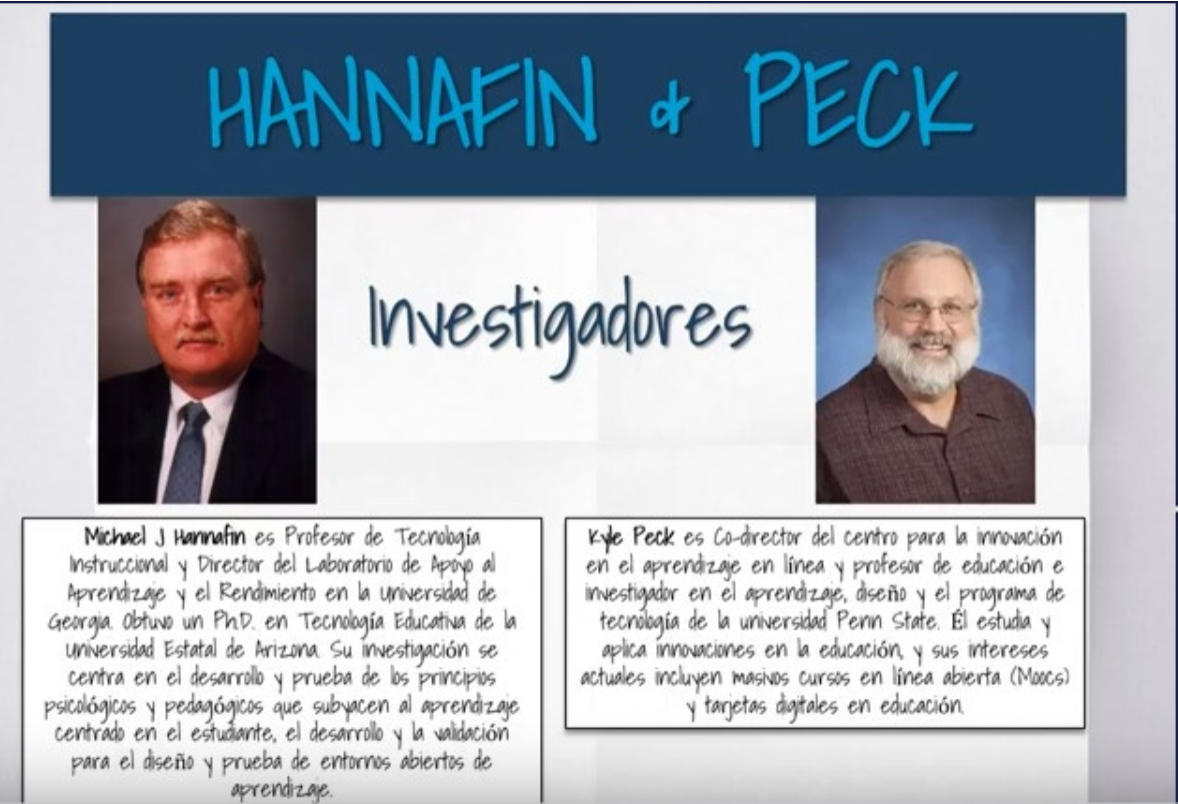 HANNAFIN & PECK
Investigadores
Michael J Hannafin es Profesor de Tecnología
Instruccional y Director del Laboratorio de Apoyo al
Aprendizaje y el Rendimiento en la Universidad de
Georgia. Obtuvo un Ph.D. en Tecnología Educativa de la
Universidad Estatal de Arizona. Su investigación se
centra en el desarrollo y prueba de los principios
psicológicos y pedagógicos que subyacen al aprendizaje
centrado en el estudiante, el desarrollo y la validación
para el diseño y prueba de entornos abiertos de
aprendizaje.
Kyle Peck es Co-director del centro para la innovación
en el aprendizaje en línea y profesor de educación e
investigador en el aprendizaje, diseño y el programa de
tecnología de la universidad Penn State. Él estudia y
aplica innovaciones en la educación, y sus intereses
actuales incluyen masivos cursos en línea abierta (Moocs)
y tarjetas digitales en educación.